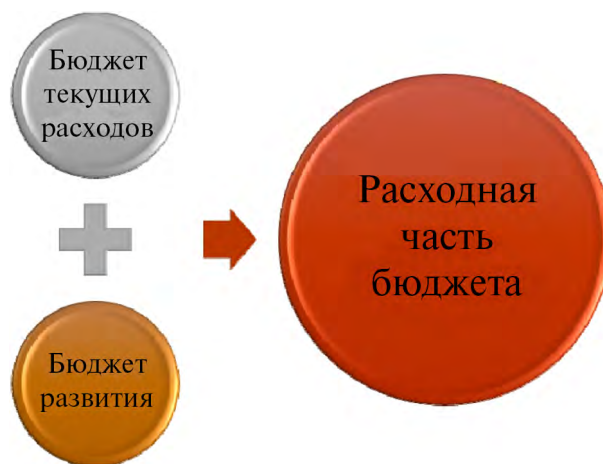 Бюджет
текущих
расходов
Бюджет
развития
Расходная
часть
бюджета